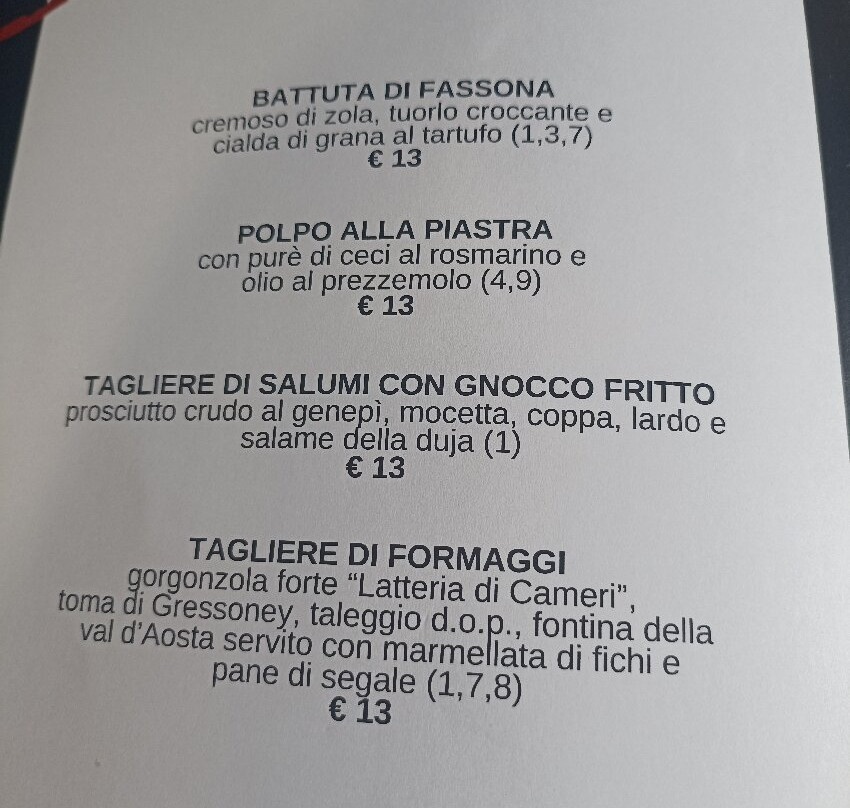 BATTUTA DI FASSONA
cremoso di zola, tuorlo croccante e
cialda di grana al tartufo (1,3,7)
€ 13
POLPO ALLA PIASTRA
con purè di ceci al rosmarino e
olio al prezzemolo (4,9)
€ 13
TAGLIERE DI SALUMI CON GNOCCO FRITTO
prosciutto crudo al genepì, mocetta, coppa, lardo e
salame della duja (1)
€ 13
TAGLIERE DI FORMAGGI
gorgonzola forte “Latteria di Cameri”,
toma di Gressoney, taleggio d.o.p., fontina della
val d’Aosta servito con marmellata di fichi e
pane di segale (1,7,8)
€ 13